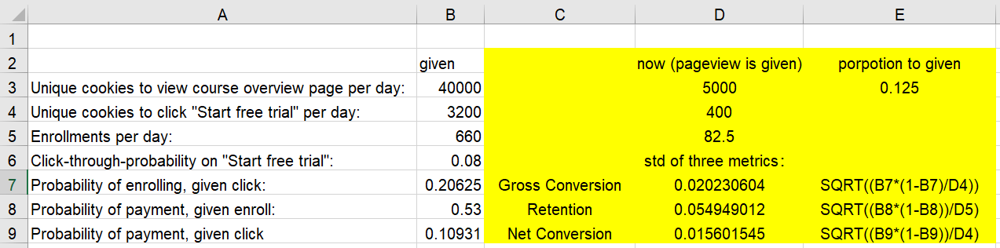 A B C D E
1
2 given now (pageview is given) porpotion to given
3 Unique cookies to view course overview page per day: 40000 5000 0.125
4 Unique cookies to click "Start free trial" per day: 3200 400
5 Enrollments per day: 660 82.5
6 Click-through-probability on "Start free trial": 0.08 std of three metrics:
7 Probability of enrolling, given click: 0.20625 Gross Conversion 0.020230604 SQRT((B7*(1-B7)/D4))
8 Probability of payment, given enroll: 0.53 Retention 0.054949012 SQRT((B8*(1-B8))/D5)
9 Probability of payment, given click 0.10931 Net Conversion 0.015601545 SQRT((B9*(1-B9))/D4)